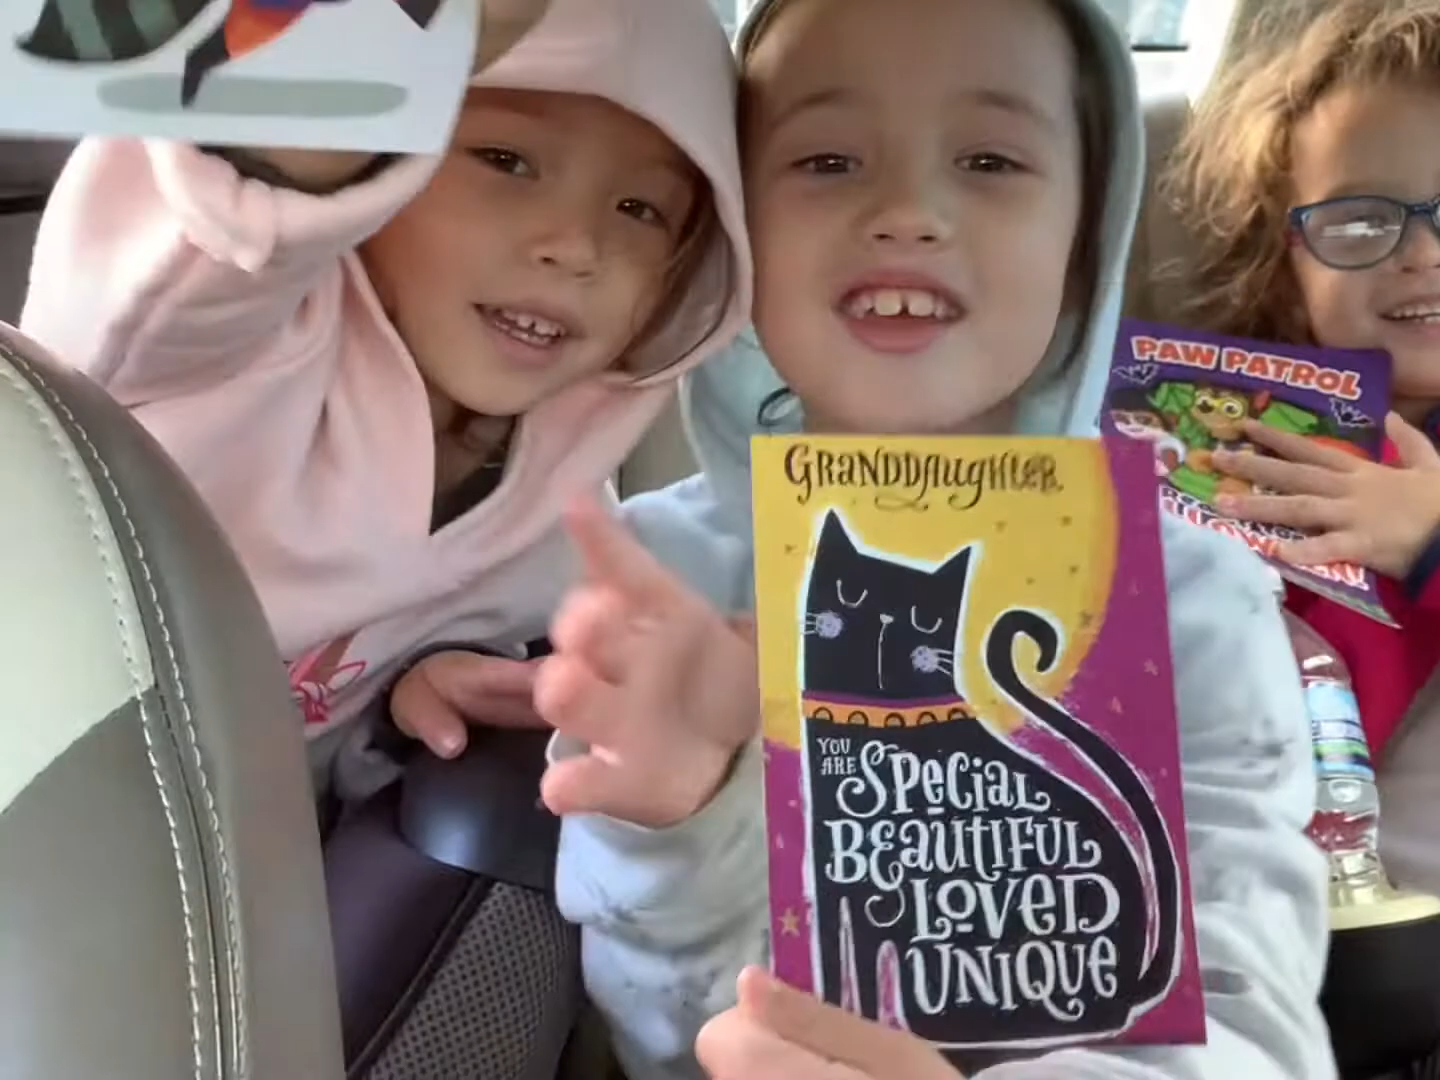 PAW PATROL
GRANDDAUGHTER
YOU
ARE
SPECIAL
BEAUTIFUL
LOVED
UNIQUE